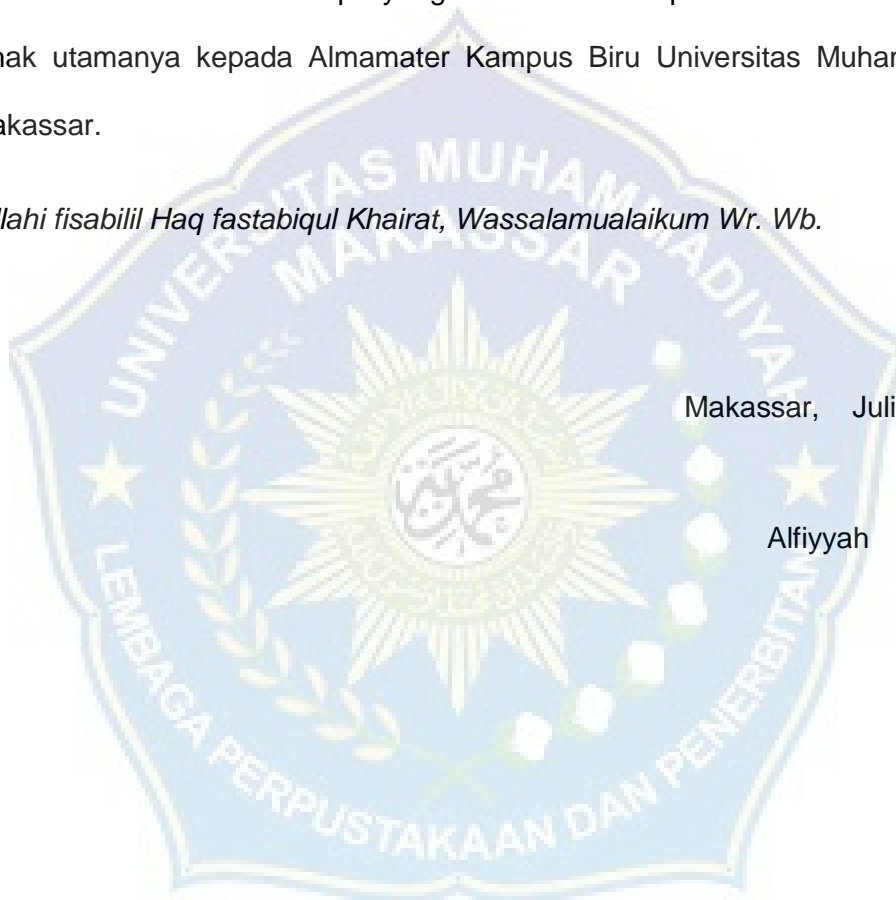 yang
nak utamanya kepada Almamater Kampus Biru Universitas
akassar.
llahi fisabilil Haq fastabiqul Khairat, Wassalamualaikum Wr. Wb.
Makassar, Juli
Alfiyyah
UNIVERSITAS MUHAMMADIYAH
MAKASSAR
LEMBAGA PERPUSTAKAAN DAN PENERBITAN